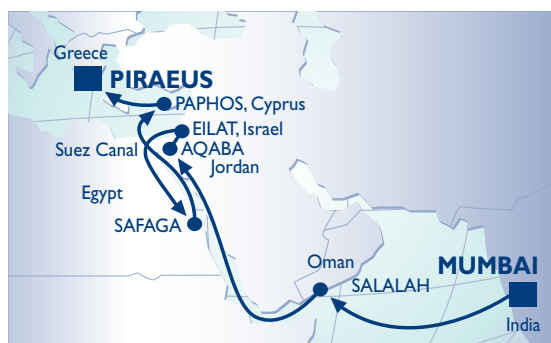 Greece
PIRAEUS
PAPHOS, Cyprus
EILAT, Israel
Suez Canal
AQABA
Jordan
Egypt
SAFAGA
Oman
MUMBAI
SALALAH
India